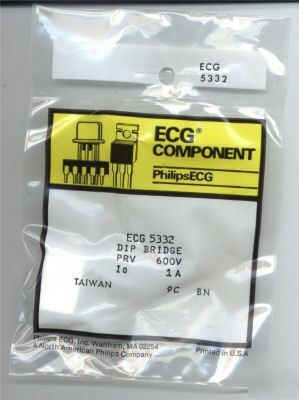 ECG
5332
ECG®
COMPONENT
PhilipsECG
ECG 5332
DIP BRIDGE
PRV 600V
Io 1A
TAIWAN 9C BN
Philips ECG, Inc. Waltham, MA 02254
A North American Philips Company
Printed in U.S.A